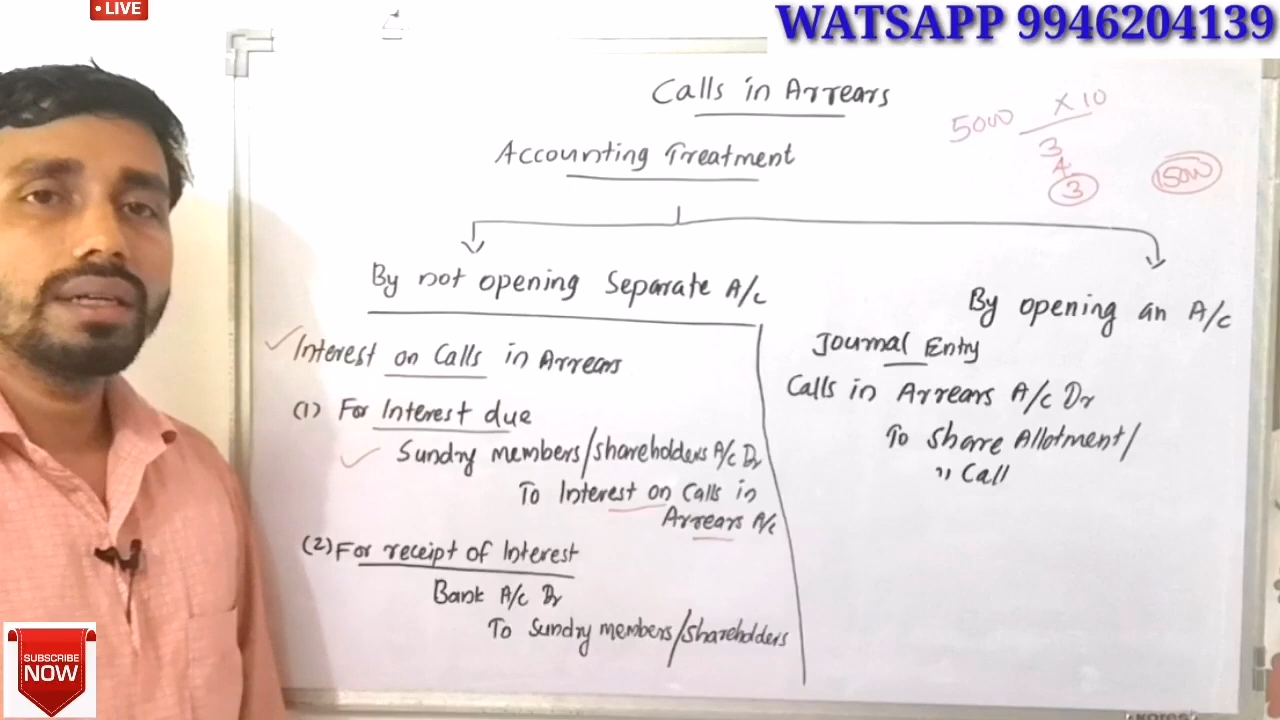 LIVE
WATSAPP 9946204139
Calls in Arrears
5000 X 10
3
4
3
1500
Accounting Treatment
By not opening Separate A/c
By opening an A/c
Interest on Calls in Arrears
(1) For Interest due
Sundry members/shareholders A/c Dr
To Interest on Calls in
Arrears A/c
(2) For receipt of Interest
Bank A/c Dr
To Sundry members/shareholders
Journal Entry
Calls in Arrears A/c Dr
To Share Allotment/
" Call
SUBSCRIBE
NOW